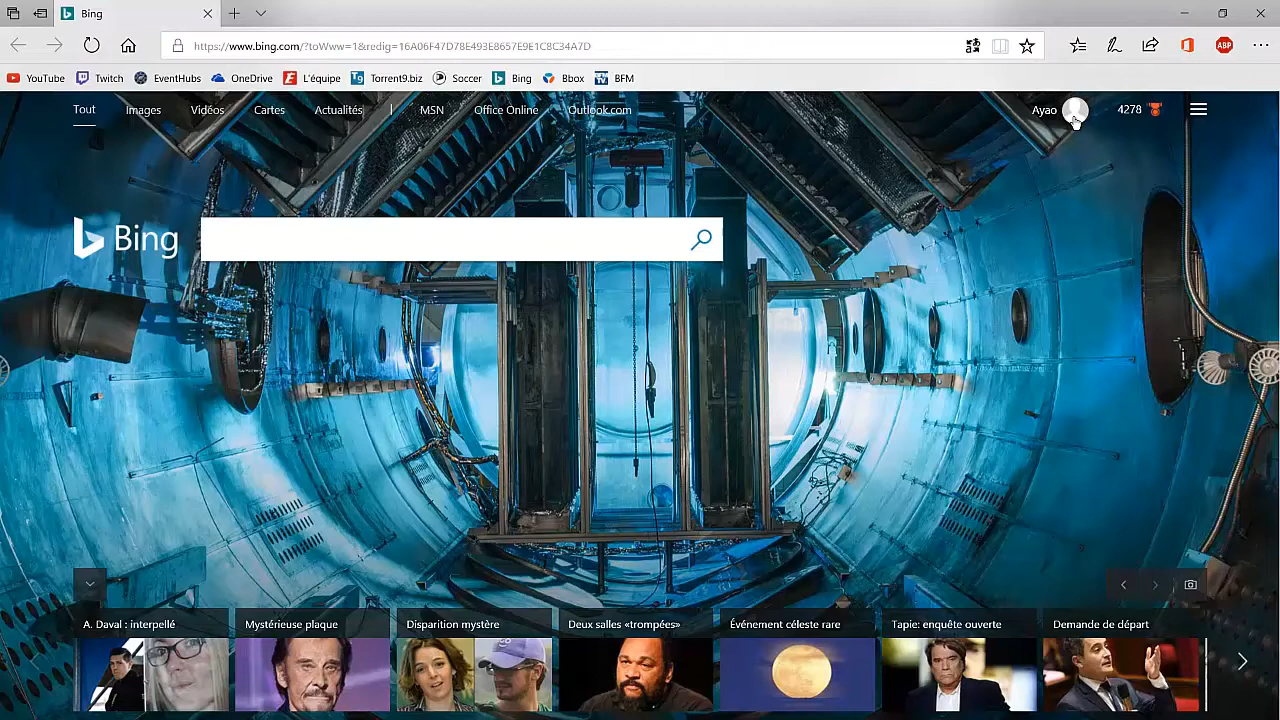 Bing
https://www.bing.com/?toWww=1&redig=16A06F47D78E493E8657E9E1C8C34A7D
ABP
YouTube Twitch EventHubs OneDrive L'équipe Torrent9.biz Soccer Bing Bbox BFM
Tout Images Vidéos Cartes Actualités | MSN Office Online Outlook.com Ayao 4278
Bing
A. Daval : interpellé Mystérieuse plaque Disparition mystère Deux salles «trompées» Événement céleste rare Tapie: enquête ouverte Demande de départ